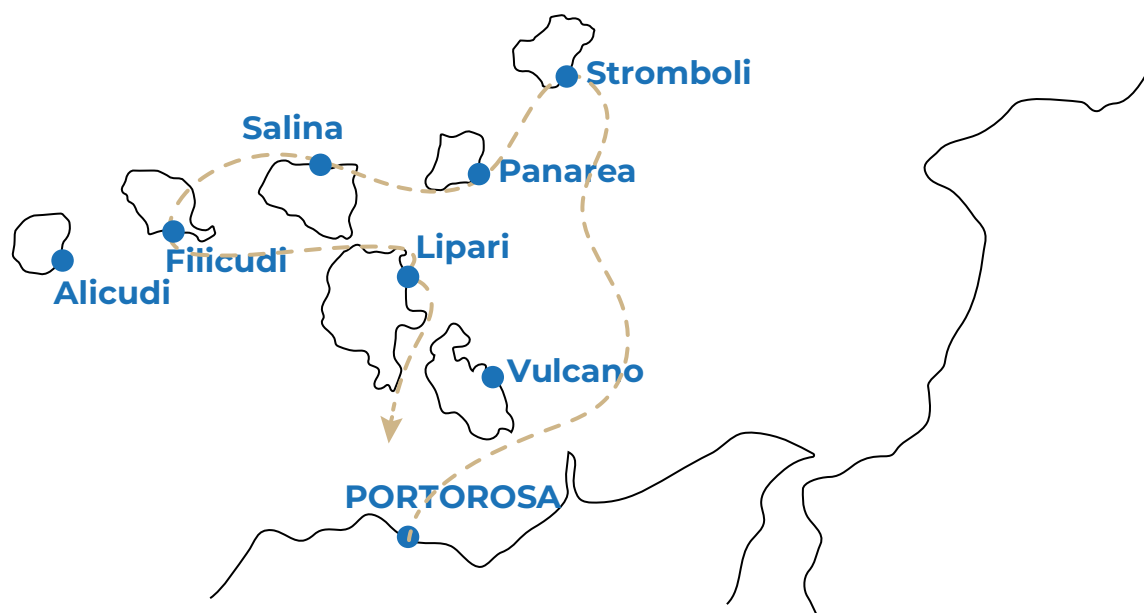 Stromboli
Salina
Panarea
Lipari
Filicudi
Alicudi
Vulcano
PORTOROSA